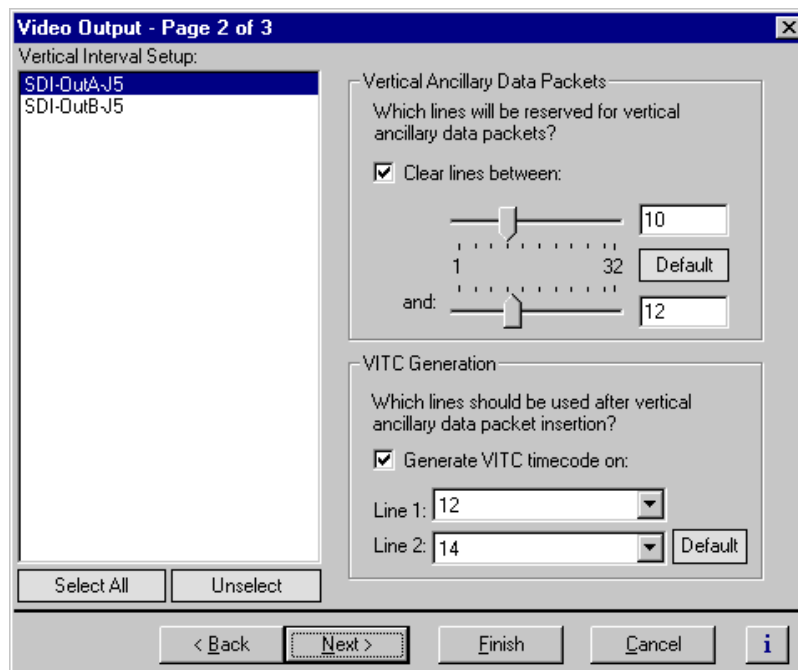 Video Output - Page 2 of 3
Vertical Interval Setup:
SDI-OutA-J5
SDI-OutB-J5
Vertical Ancillary Data Packets
Which lines will be reserved for vertical
ancillary data packets?
Clear lines between:
10
1
32
Default
and:
12
VITC Generation
Which lines should be used after vertical
ancillary data packet insertion?
Generate VITC timecode on:
Line 1:
12
Line 2:
14
Default
Select All
Unselect
< Back
Next >
Finish
Cancel
i